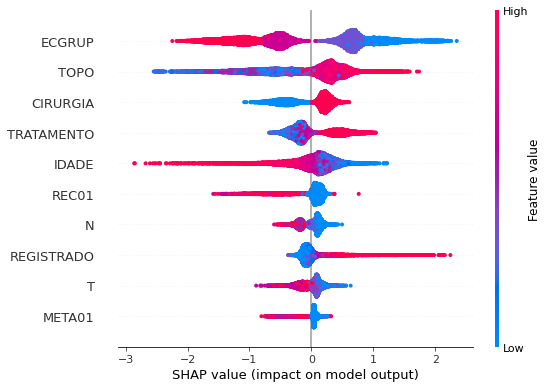 High
ECGRUP
TOPO
CIRURGIA
TRATAMENTO
IDADE
REC01
N
REGISTRADO
T
META01
Feature value
Low
−3 −2 −1 0 1 2
SHAP value (impact on model output)